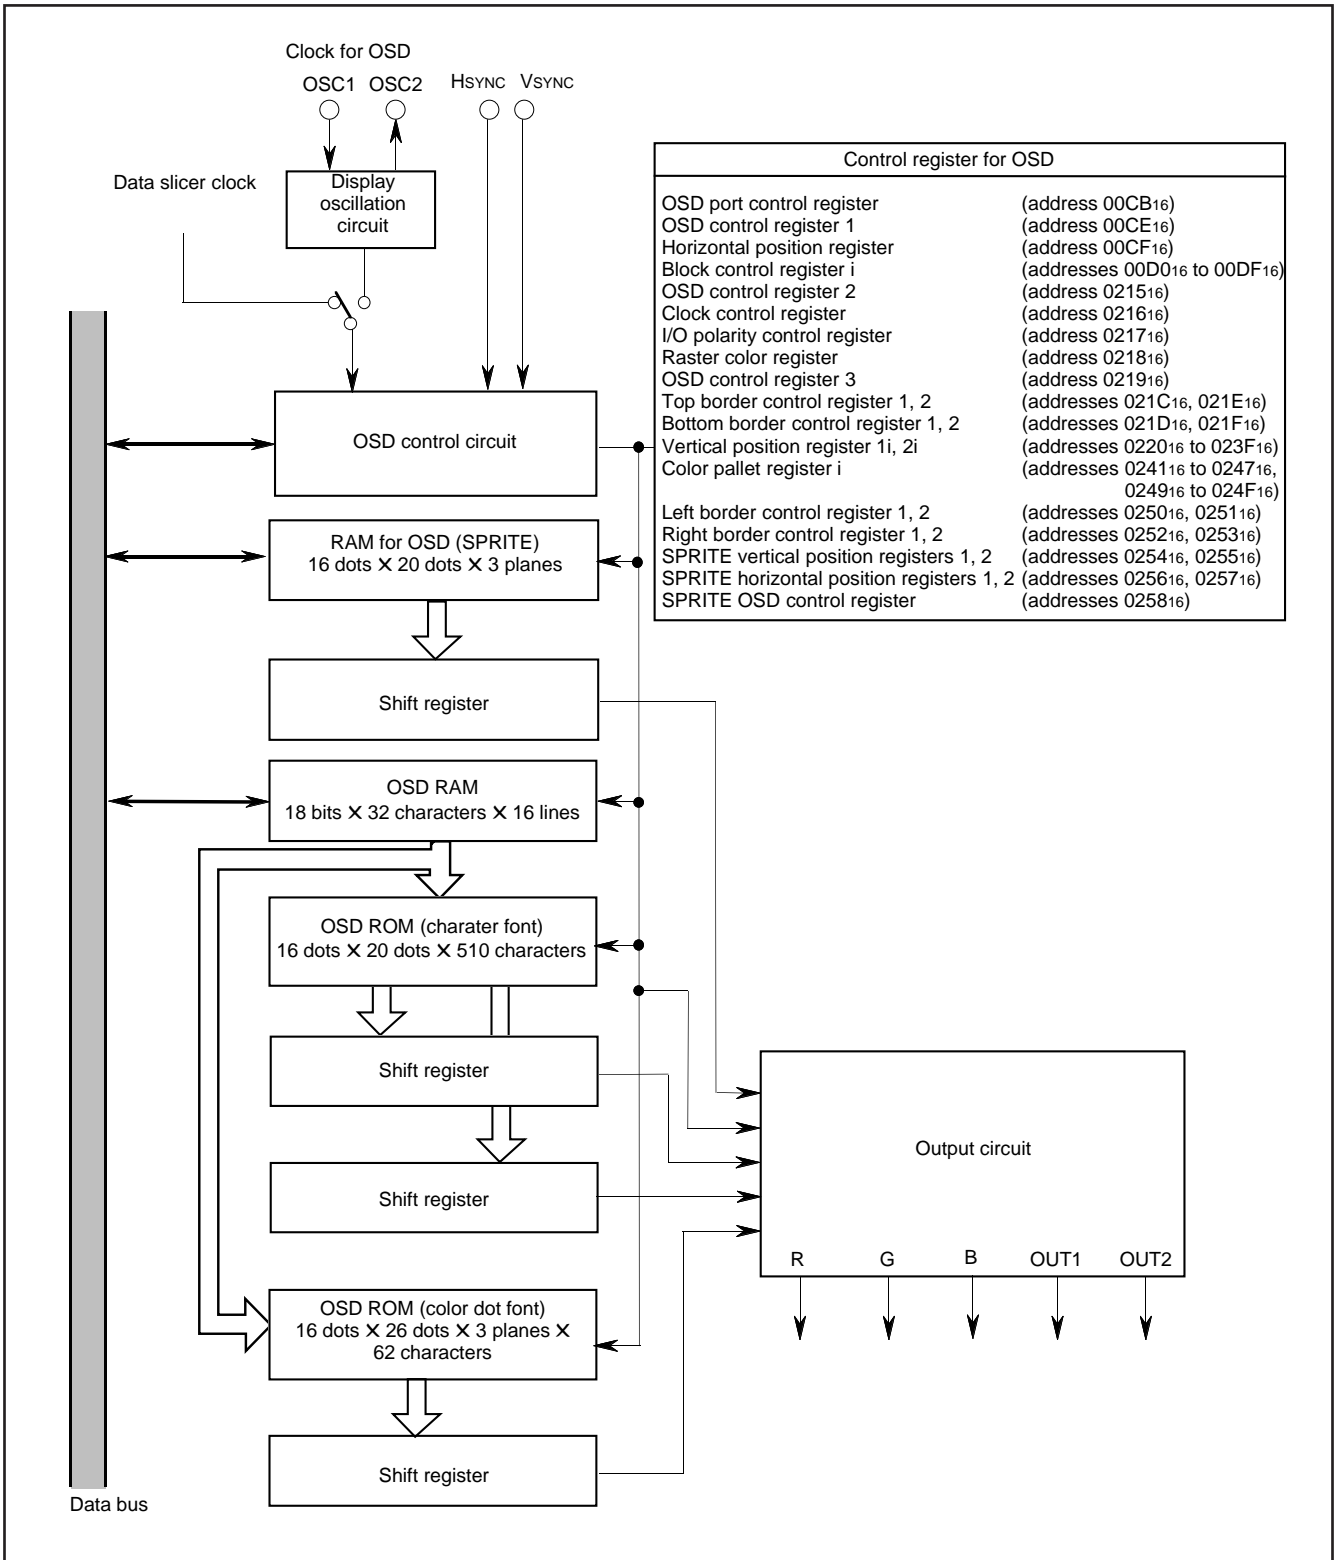 Clock for OSD
OSC1 OSC2 HSYNC VSYNC
Data slicer clock
Display
oscillation
circuit
Control register for OSD
OSD port control register (address 00CB16)
OSD control register 1 (address 00CE16)
Horizontal position register (address 00CF16)
Block control register i (addresses 00D016 to 00DF16)
OSD control register 2 (address 021516)
Clock control register (address 021616)
I/O polarity control register (address 021716)
Raster color register (address 021816)
OSD control register 3 (address 021916)
Top border control register 1, 2 (addresses 021C16, 021E16)
Bottom border control register 1, 2 (addresses 021D16, 021F16)
Vertical position register 1i, 2i (addresses 022016 to 023F16)
Color pallet register i (addresses 024116 to 024716,
024916 to 024F16)
Left border control register 1, 2 (addresses 025016, 025116)
Right border control register 1, 2 (addresses 025216, 025316)
SPRITE vertical position registers 1, 2 (addresses 025416, 025516)
SPRITE horizontal position registers 1, 2 (addresses 025616, 025716)
SPRITE OSD control register (addresses 025816)
OSD control circuit
RAM for OSD (SPRITE)
16 dots × 20 dots × 3 planes
Shift register
OSD RAM
18 bits × 32 characters × 16 lines
OSD ROM (charater font)
16 dots × 20 dots × 510 characters
Shift register
Shift register
OSD ROM (color dot font)
16 dots × 26 dots × 3 planes ×
62 characters
Shift register
Output circuit
R G B OUT1 OUT2
Data bus